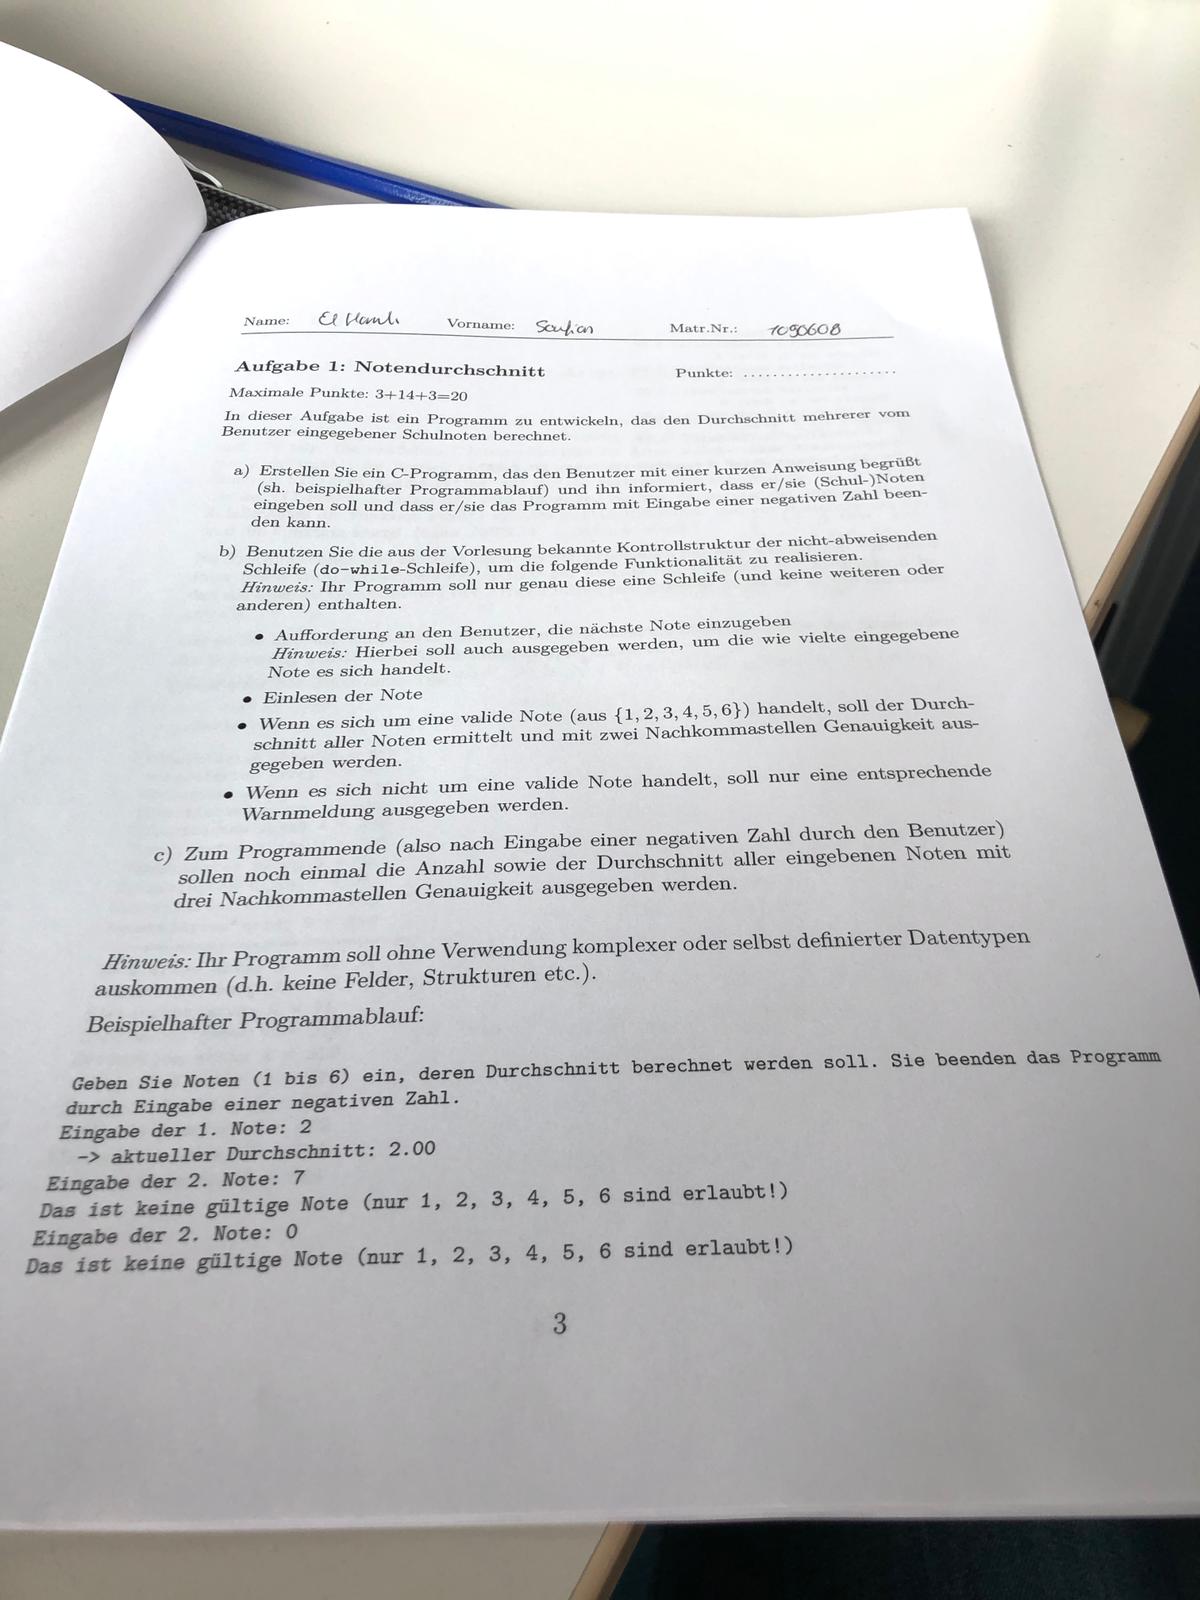 Name: El Vorname: Soufian Matr.Nr.: 1090608
Aufgabe 1: Notendurchschnitt Punkte: ......................
Maximale Punkte: 3+14+3=20
In dieser Aufgabe ist ein Programm zu entwickeln, das den Durchschnitt mehrerer vom
Benutzer eingegebener Schulnoten berechnet.
a) Erstellen Sie ein C-Programm, das den Benutzer mit einer kurzen Anweisung begrüßt
(sh. beispielhafter Programmablauf) und ihn informiert, dass er/sie (Schul-)Noten
eingeben soll und dass er/sie das Programm mit Eingabe einer negativen Zahl been-
den kann.
b) Benutzen Sie die aus der Vorlesung bekannte Kontrollstruktur der nicht-abweisenden
Schleife (do-while-Schleife), um die folgende Funktionalität zu realisieren.
Hinweis: Ihr Programm soll nur genau diese eine Schleife (und keine weiteren oder
anderen) enthalten.
• Aufforderung an den Benutzer, die nächste Note einzugeben
Hinweis: Hierbei soll auch ausgegeben werden, um die wie vielte eingegebene
Note es sich handelt.
• Einlesen der Note
• Wenn es sich um eine valide Note (aus {1, 2, 3, 4, 5, 6}) handelt, soll der Durch-
schnitt aller Noten ermittelt und mit zwei Nachkommastellen Genauigkeit aus-
gegeben werden.
• Wenn es sich nicht um eine valide Note handelt, soll nur eine entsprechende
Warnmeldung ausgegeben werden.
c) Zum Programmende (also nach Eingabe einer negativen Zahl durch den Benutzer)
sollen noch einmal die Anzahl sowie der Durchschnitt aller eingebenen Noten mit
drei Nachkommastellen Genauigkeit ausgegeben werden.
Hinweis: Ihr Programm soll ohne Verwendung komplexer oder selbst definierter Datentypen
auskommen (d.h. keine Felder, Strukturen etc.).
Beispielhafter Programmablauf:
Geben Sie Noten (1 bis 6) ein, deren Durchschnitt berechnet werden soll. Sie beenden das Programm
durch Eingabe einer negativen Zahl.
Eingabe der 1. Note: 2
-> aktueller Durchschnitt: 2.00
Eingabe der 2. Note: 7
Das ist keine gültige Note (nur 1, 2, 3, 4, 5, 6 sind erlaubt!)
Eingabe der 2. Note: 0
Das ist keine gültige Note (nur 1, 2, 3, 4, 5, 6 sind erlaubt!)
3